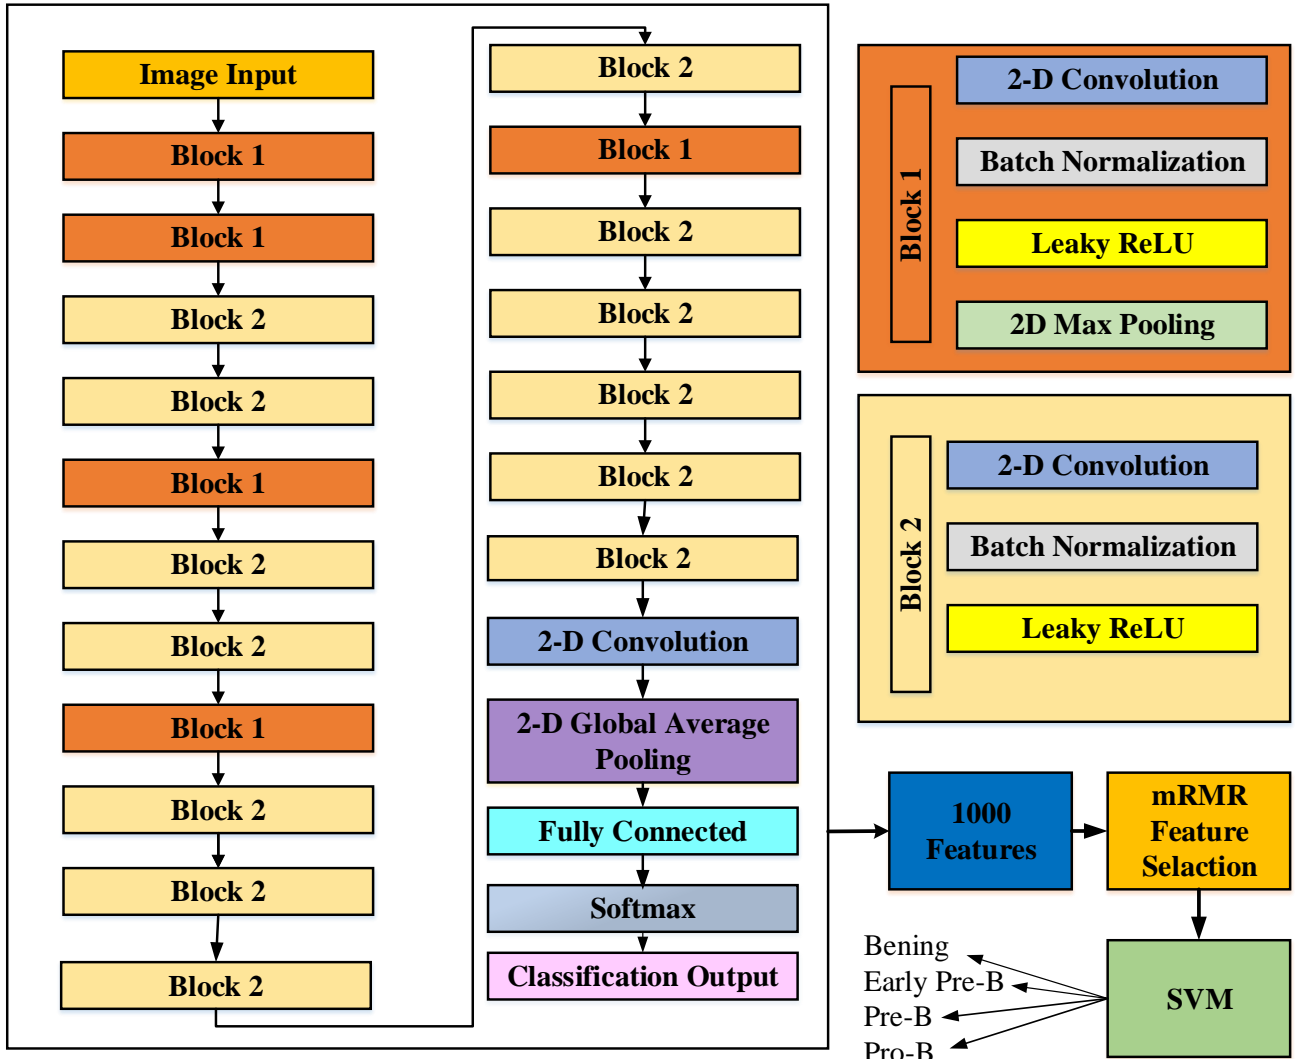 Image Input
Block 1
Block 1
Block 2
Block 2
Block 1
Block 2
Block 2
Block 1
Block 2
Block 2
Block 2
Block 2
Block 1
Block 2
Block 2
Block 2
Block 2
Block 2
2-D Convolution
2-D Global Average
Pooling
Fully Connected
Softmax
Classification Output
Block 1
2-D Convolution
Batch Normalization
Leaky ReLU
2D Max Pooling
Block 2
2-D Convolution
Batch Normalization
Leaky ReLU
1000
Features
mRMR
Feature
Selaction
SVM
Bening
Early Pre-B
Pre-B
Pro-B